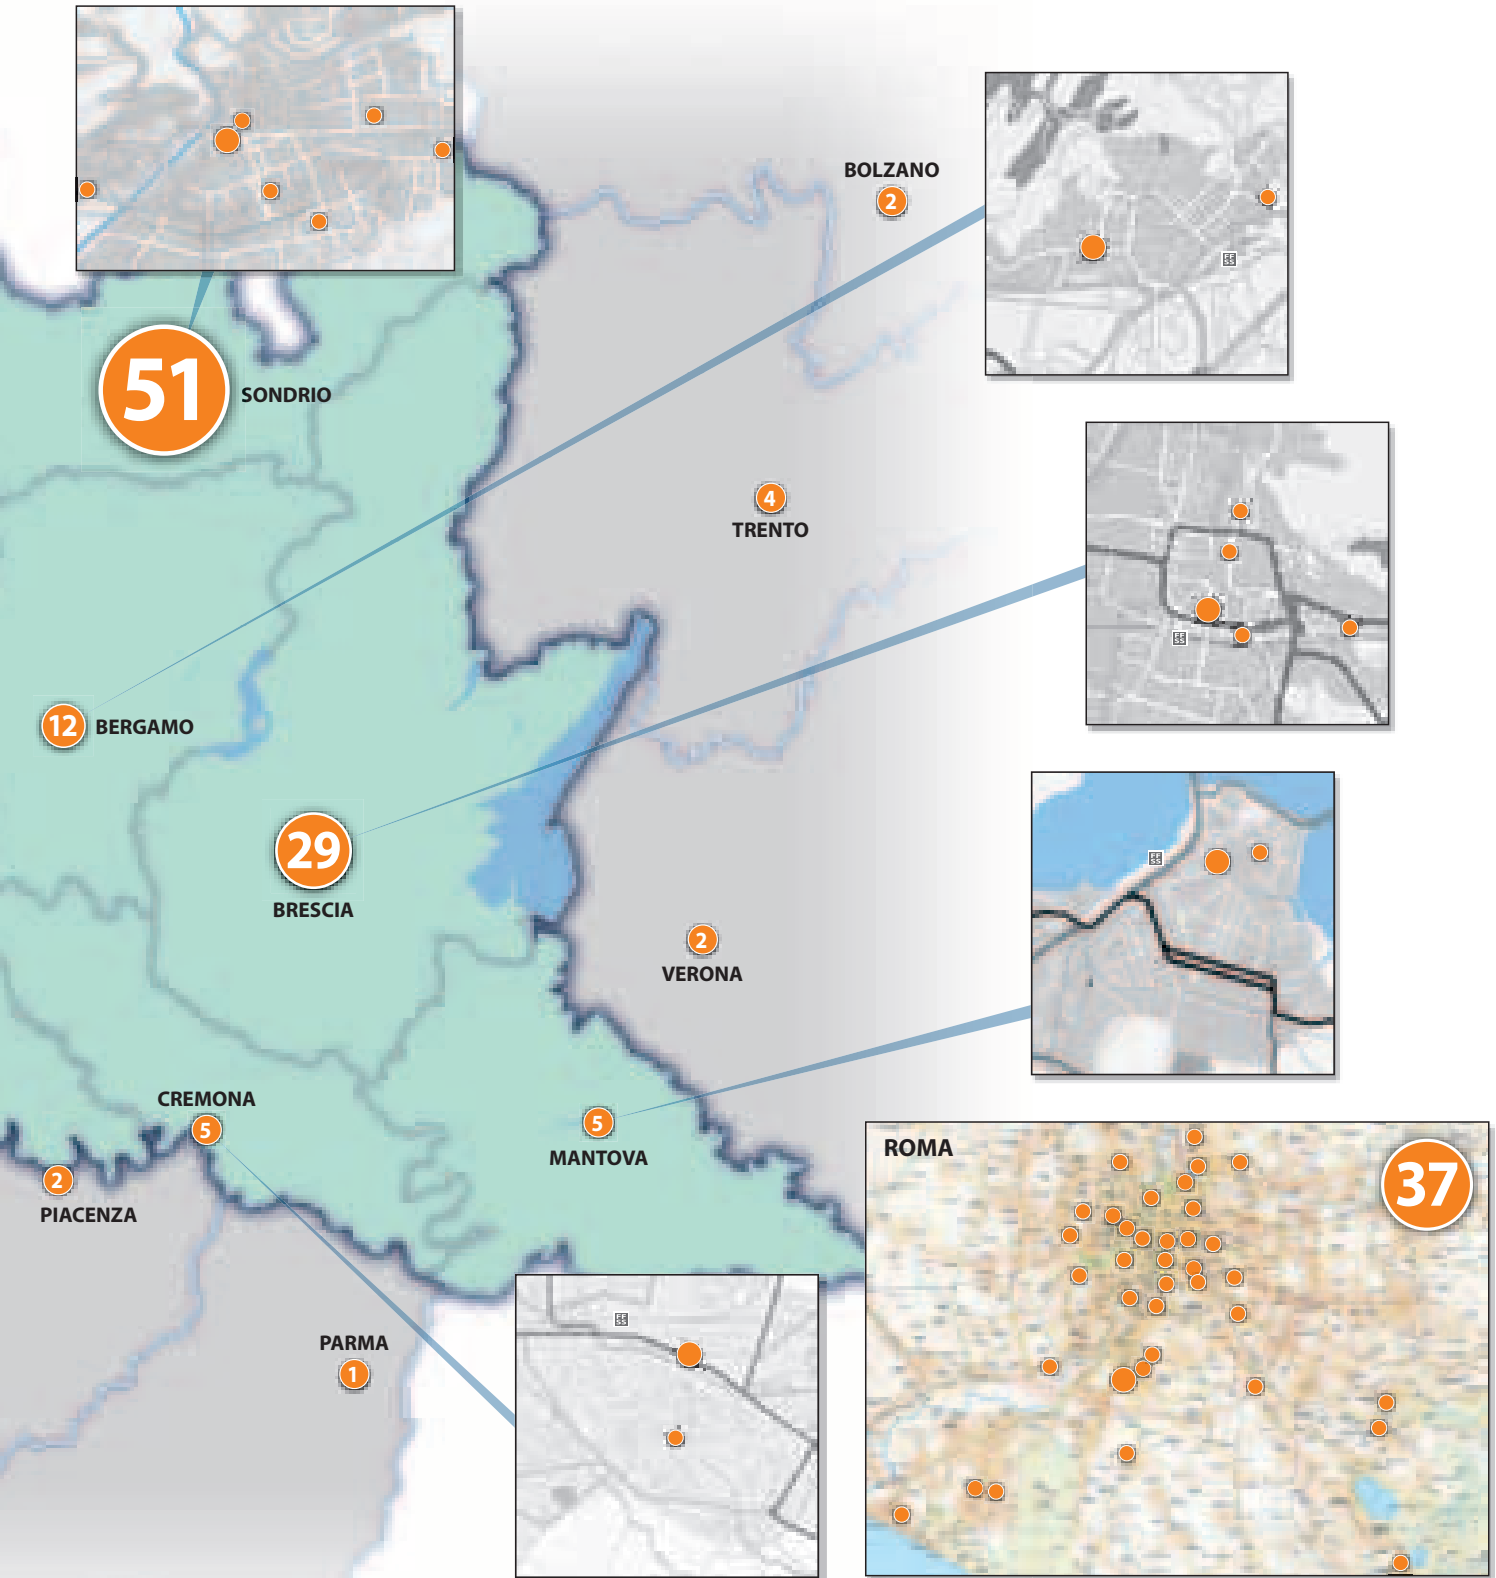 BOLZANO
2
51
SONDRIO
4
TRENTO
12
BERGAMO
29
BRESCIA
2
VERONA
CREMONA
5
5
MANTOVA
2
PIACENZA
ROMA
37
PARMA
1